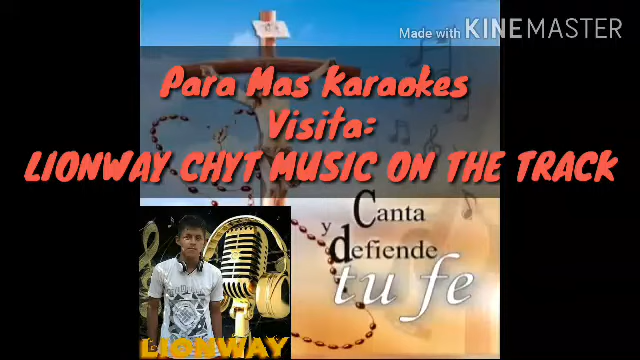 Made with KINEMASTER
Para Mas Karaokes
Visita:
LIONWAY CHYT MUSIC ON THE TRACK
Canta
y
defiende
tu fe
LIONWAY